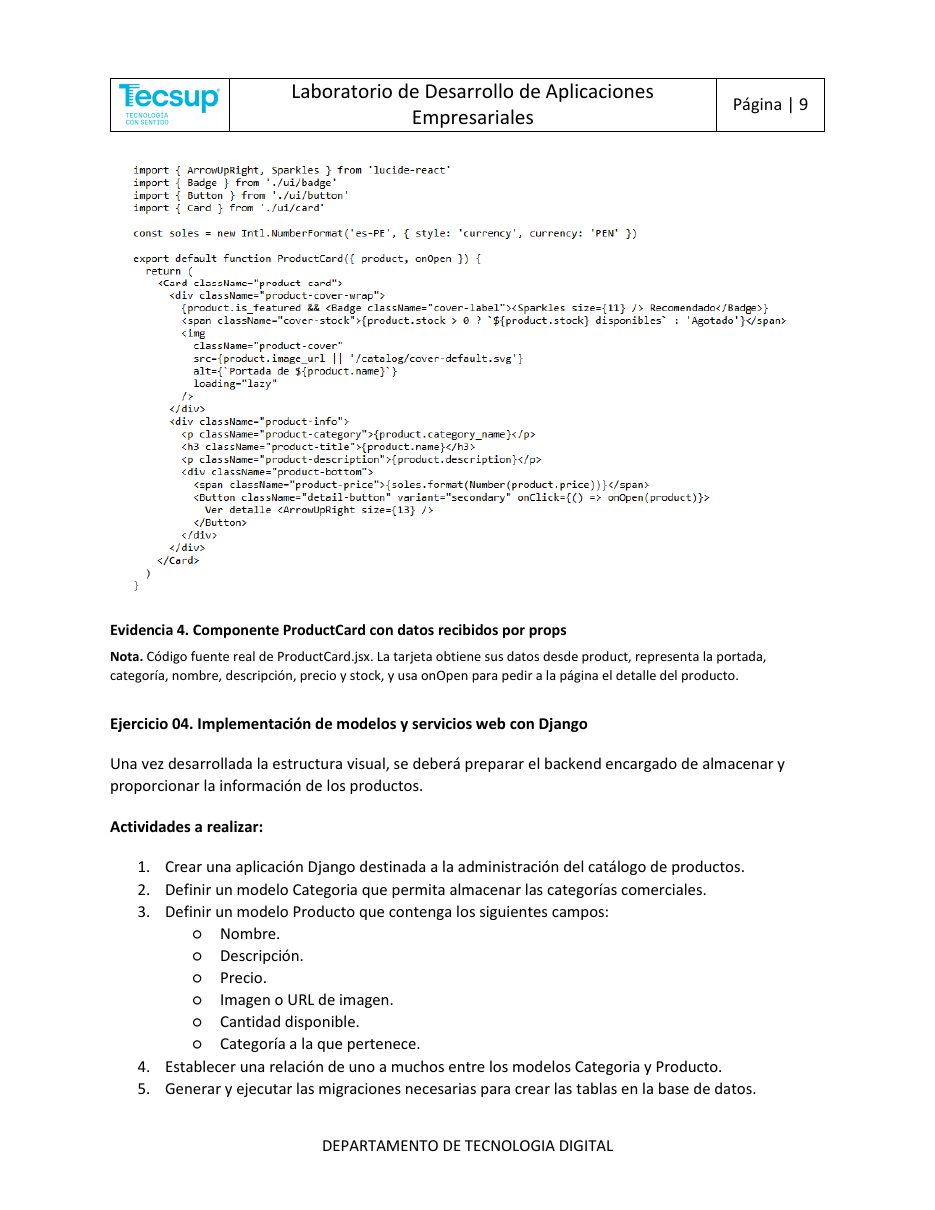 Tecsup
TECNOLOGÍA
CON SENTIDO
Laboratorio de Desarrollo de Aplicaciones
Empresariales
Página | 9
import { ArrowUpRight, Sparkles } from 'lucide-react'
import { Badge } from './ui/badge'
import { Button } from './ui/button'
import { Card } from './ui/card'
const soles = new Intl.NumberFormat('es-PE', { style: 'currency', currency: 'PEN' })
export default function ProductCard({ product, onOpen }) {
return (
<Card className="product-card">
<div className="product-cover-wrap">
{product.is_featured && <Badge className="cover-label"><Sparkles size={11} /> Recomendado</Badge>}
<span className="cover-stock">{product.stock > 0 ? `${product.stock} disponibles` : 'Agotado'}</span>
<img
className="product-cover"
src={product.image_url || '/catalog/cover-default.svg'}
alt={`Portada de ${product.name}`}
loading="lazy"
/>
</div>
<div className="product-info">
<p className="product-category">{product.category_name}</p>
<h3 className="product-title">{product.name}</h3>
<p className="product-description">{product.description}</p>
<div className="product-bottom">
<span className="product-price">{soles.format(Number(product.price))}</span>
<Button className="detail-button" variant="secondary" onClick={() => onOpen(product)}>
Ver detalle <ArrowUpRight size={13} />
</Button>
</div>
</div>
</Card>
)
}
Evidencia 4. Componente ProductCard con datos recibidos por props
Nota. Código fuente real de ProductCard.jsx. La tarjeta obtiene sus datos desde product, representa la portada,
categoría, nombre, descripción, precio y stock, y usa onOpen para pedir a la página el detalle del producto.
Ejercicio 04. Implementación de modelos y servicios web con Django
Una vez desarrollada la estructura visual, se deberá preparar el backend encargado de almacenar y
proporcionar la información de los productos.
Actividades a realizar:
1. Crear una aplicación Django destinada a la administración del catálogo de productos.
2. Definir un modelo Categoria que permita almacenar las categorías comerciales.
3. Definir un modelo Producto que contenga los siguientes campos:
○ Nombre.
○ Descripción.
○ Precio.
○ Imagen o URL de imagen.
○ Cantidad disponible.
○ Categoría a la que pertenece.
4. Establecer una relación de uno a muchos entre los modelos Categoria y Producto.
5. Generar y ejecutar las migraciones necesarias para crear las tablas en la base de datos.
DEPARTAMENTO DE TECNOLOGIA DIGITAL